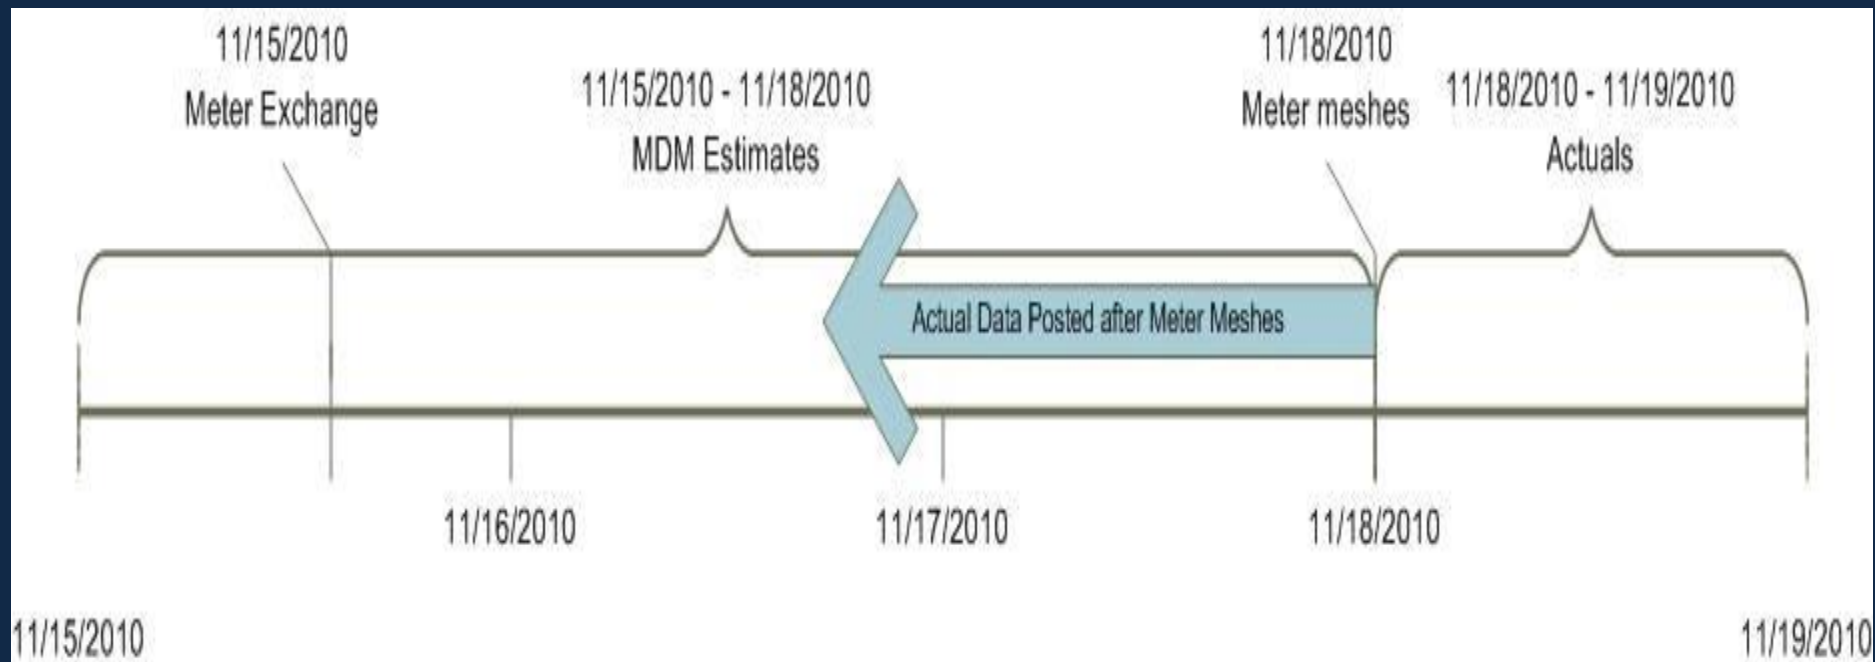 11/15/2010
Meter Exchange
11/15/2010 - 11/18/2010
MDM Estimates
11/18/2010
Meter meshes
11/18/2010 - 11/19/2010
Actuals
Actual Data Posted after Meter Meshes
11/16/2010
11/17/2010
11/18/2010
11/15/2010
11/19/2010